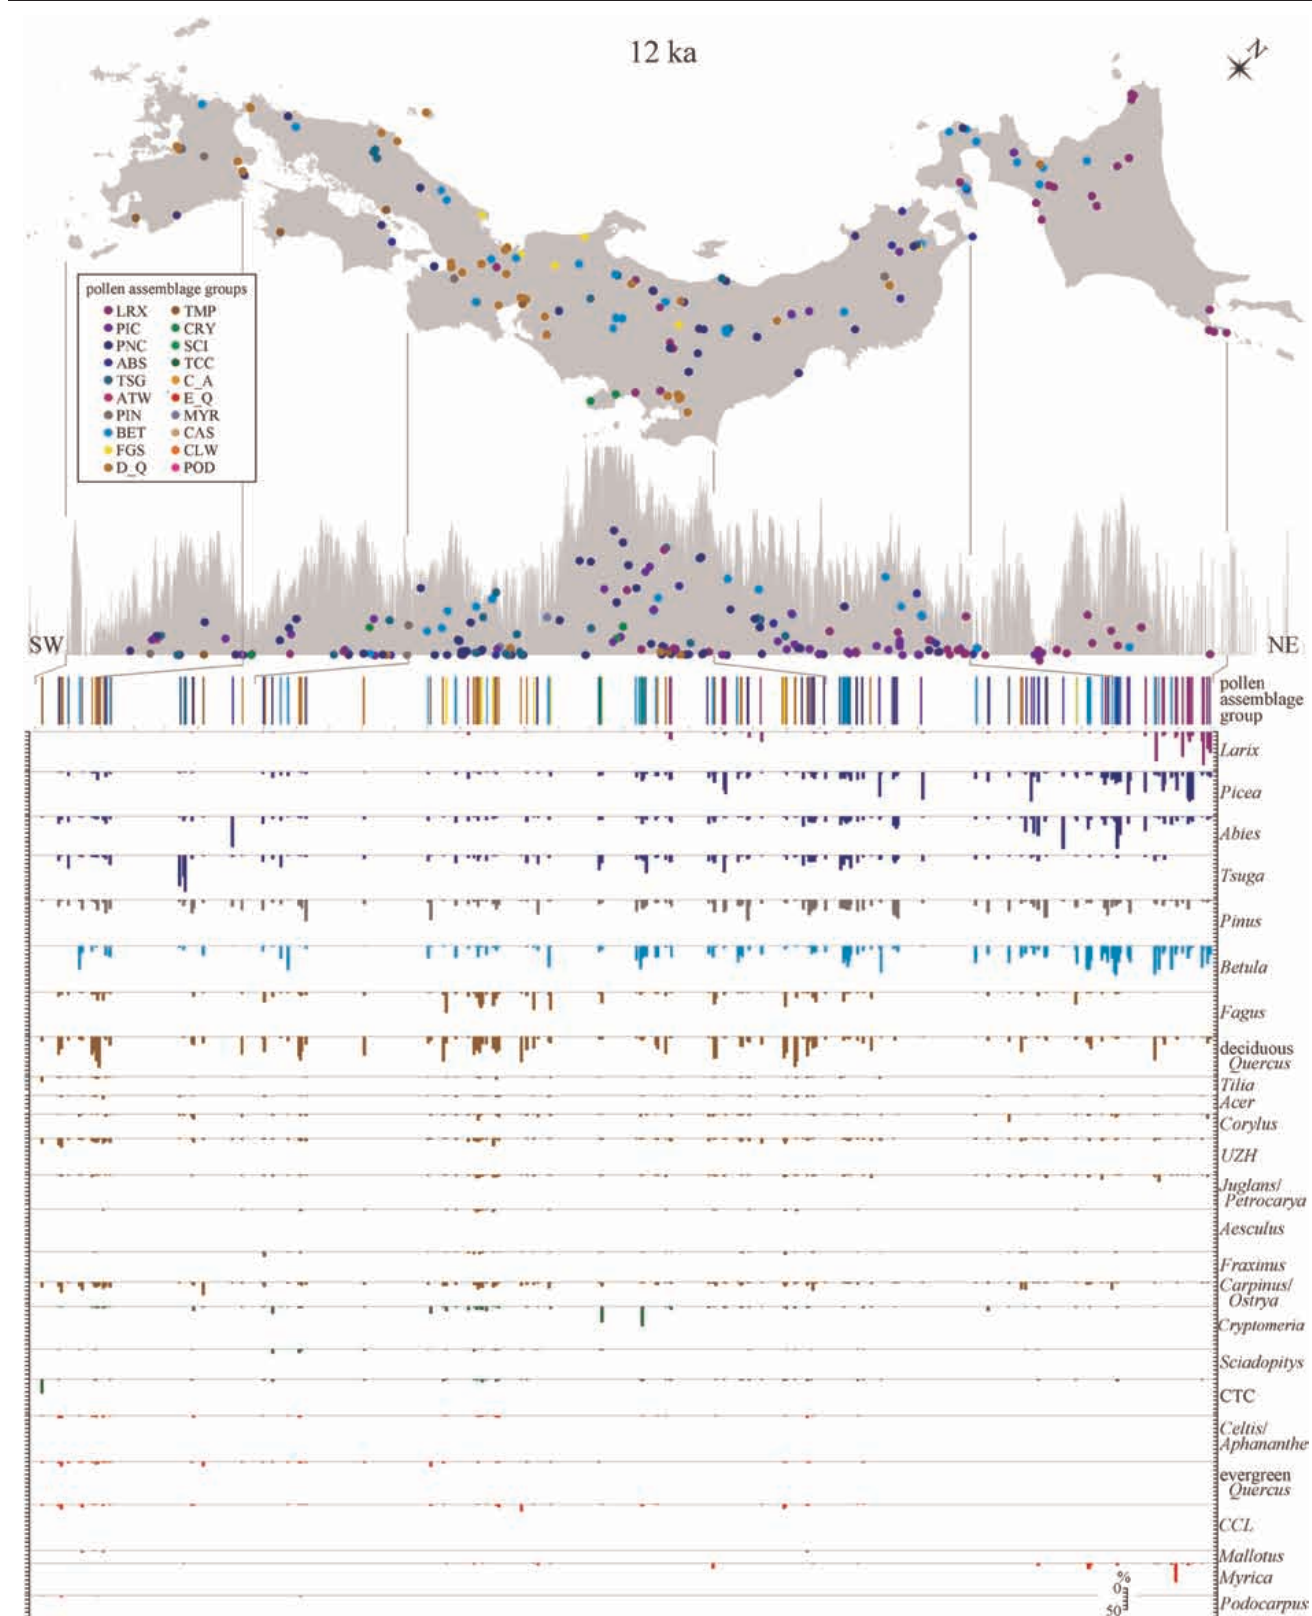 12 ka
N
pollen assemblage groups
LRX TMP
PIC CRY
PNC SCI
ABS TCC
TSG C_A
ATW E_Q
PIN MYR
BET CAS
FGS CLW
D_Q POD
SW
NE
pollen
assemblage
group
Larix
Picea
Abies
Tsuga
Pinus
Betula
Fagus
deciduous
Quercus
Tilia
Acer
Corylus
UZH
Juglans/
Petrocarya
Aesculus
Fraxinus
Carpinus/
Ostrya
Cryptomeria
Sciadopitys
CTC
Celtis/
Aphananthe
evergreen
Quercus
CCL
Mallotus
Myrica
Podocarpus
%
0
50